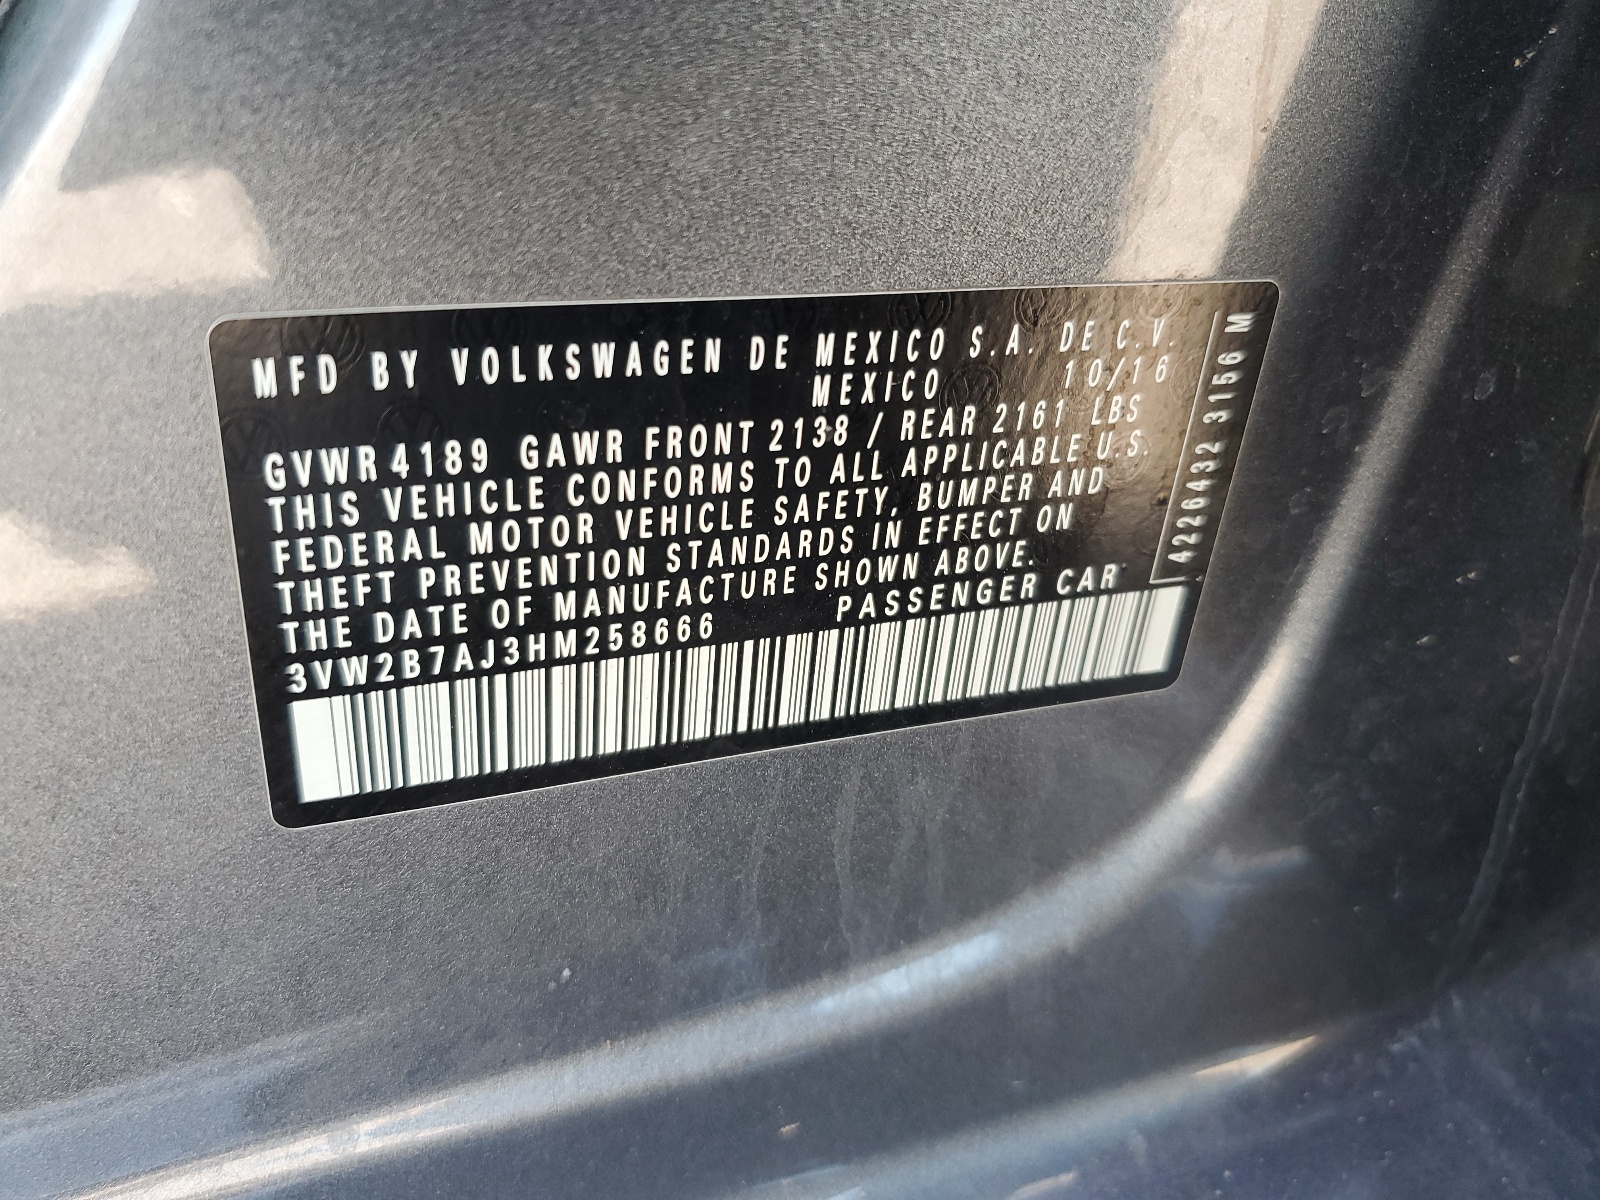 MFD BY VOLKSWAGEN DE MEXICO S.A. DE C.V.
MEXICO 10/16
GVWR 4189 GAWR FRONT 2138 / REAR 2161 LBS
THIS VEHICLE CONFORMS TO ALL APPLICABLE U.S.
FEDERAL MOTOR VEHICLE SAFETY, BUMPER AND
THEFT PREVENTION STANDARDS IN EFFECT ON
THE DATE OF MANUFACTURE SHOWN ABOVE.
3VW2B7AJ3HM258666 PASSENGER CAR
4226432 3156 M